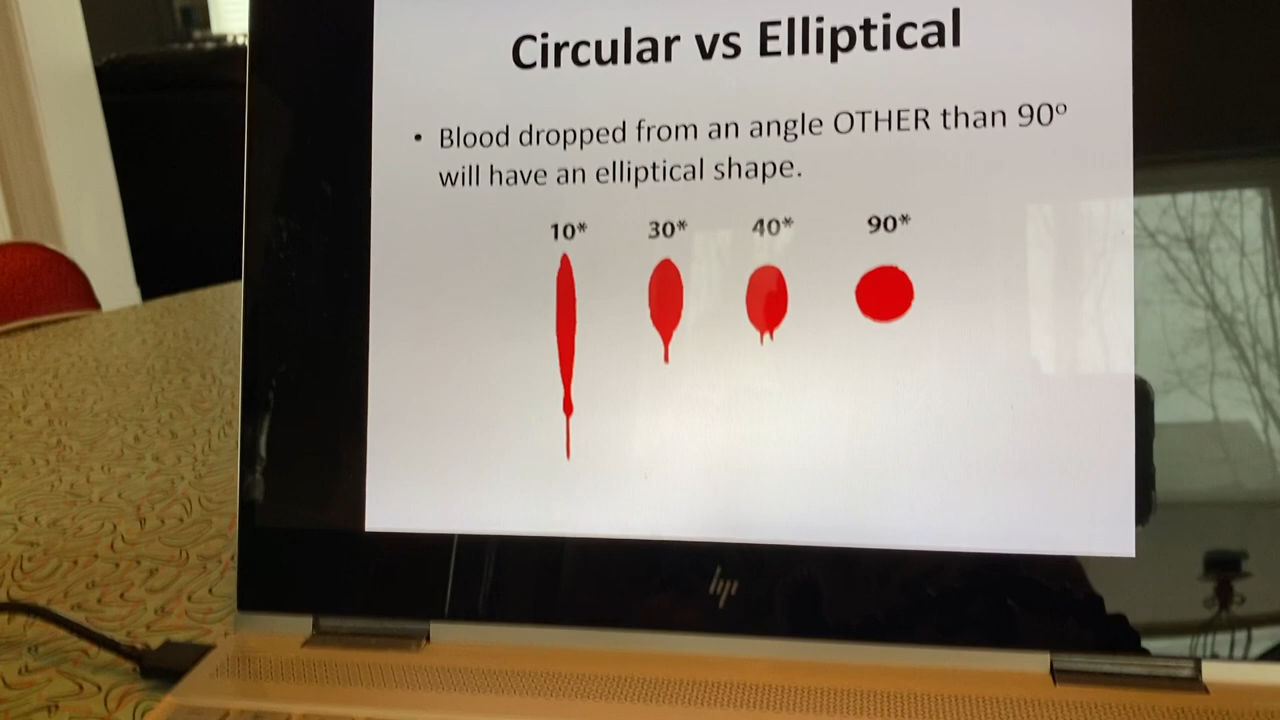 Circular vs Elliptical
• Blood dropped from an angle OTHER than 90º
will have an elliptical shape.
10* 30* 40* 90*
hp